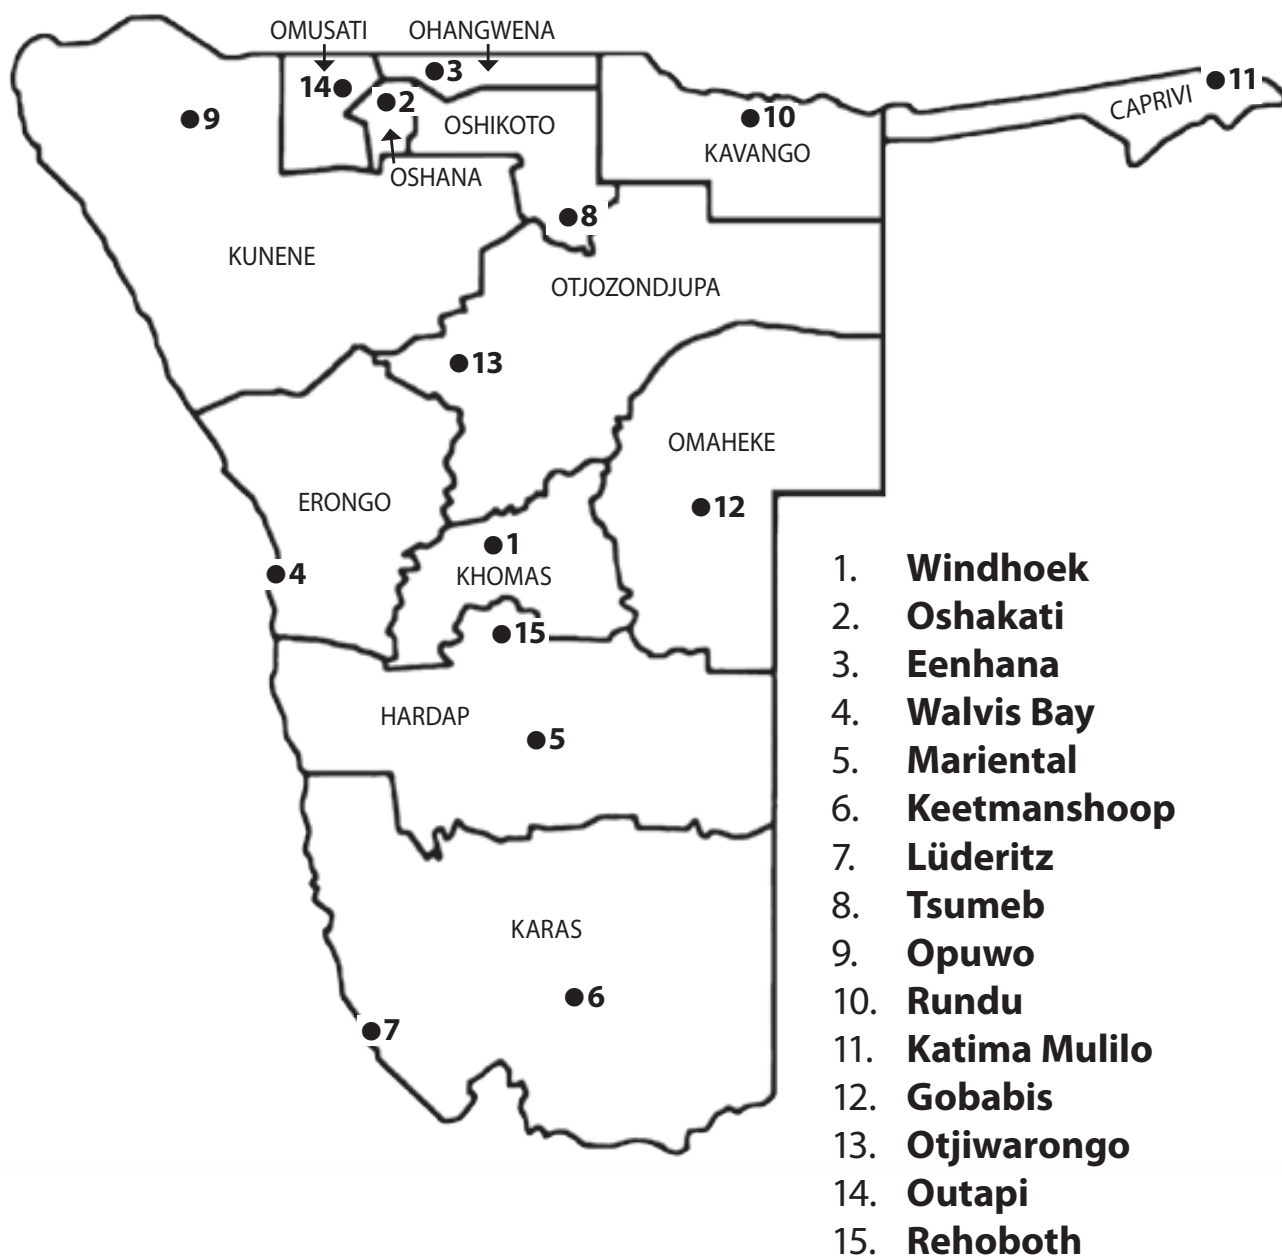 OMUSATI
OHANGWENA
3
14
2
11
9
CAPRIVI
10
OSHIKOTO
KAVANGO
OSHANA
8
KUNENE
OTJOZONDJUPA
13
OMAHEKE
ERONGO
12
1
4
KHOMAS
15
HARDAP
5
KARAS
6
7
1. Windhoek
2. Oshakati
3. Eenhana
4. Walvis Bay
5. Mariental
6. Keetmanshoop
7. Lüderitz
8. Tsumeb
9. Opuwo
10. Rundu
11. Katima Mulilo
12. Gobabis
13. Otjiwarongo
14. Outapi
15. Rehoboth